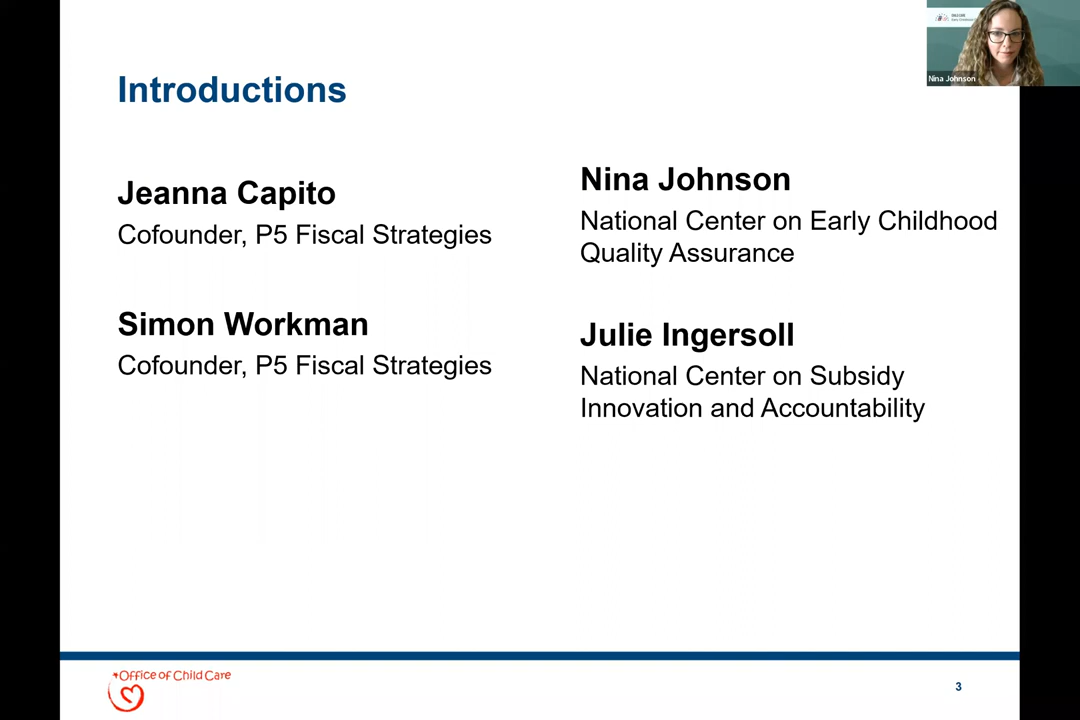 Introductions
Jeanna Capito
Cofounder, P5 Fiscal Strategies
Simon Workman
Cofounder, P5 Fiscal Strategies
Nina Johnson
National Center on Early Childhood
Quality Assurance
Julie Ingersoll
National Center on Subsidy
Innovation and Accountability
Nina Johnson
Office of Child Care
3